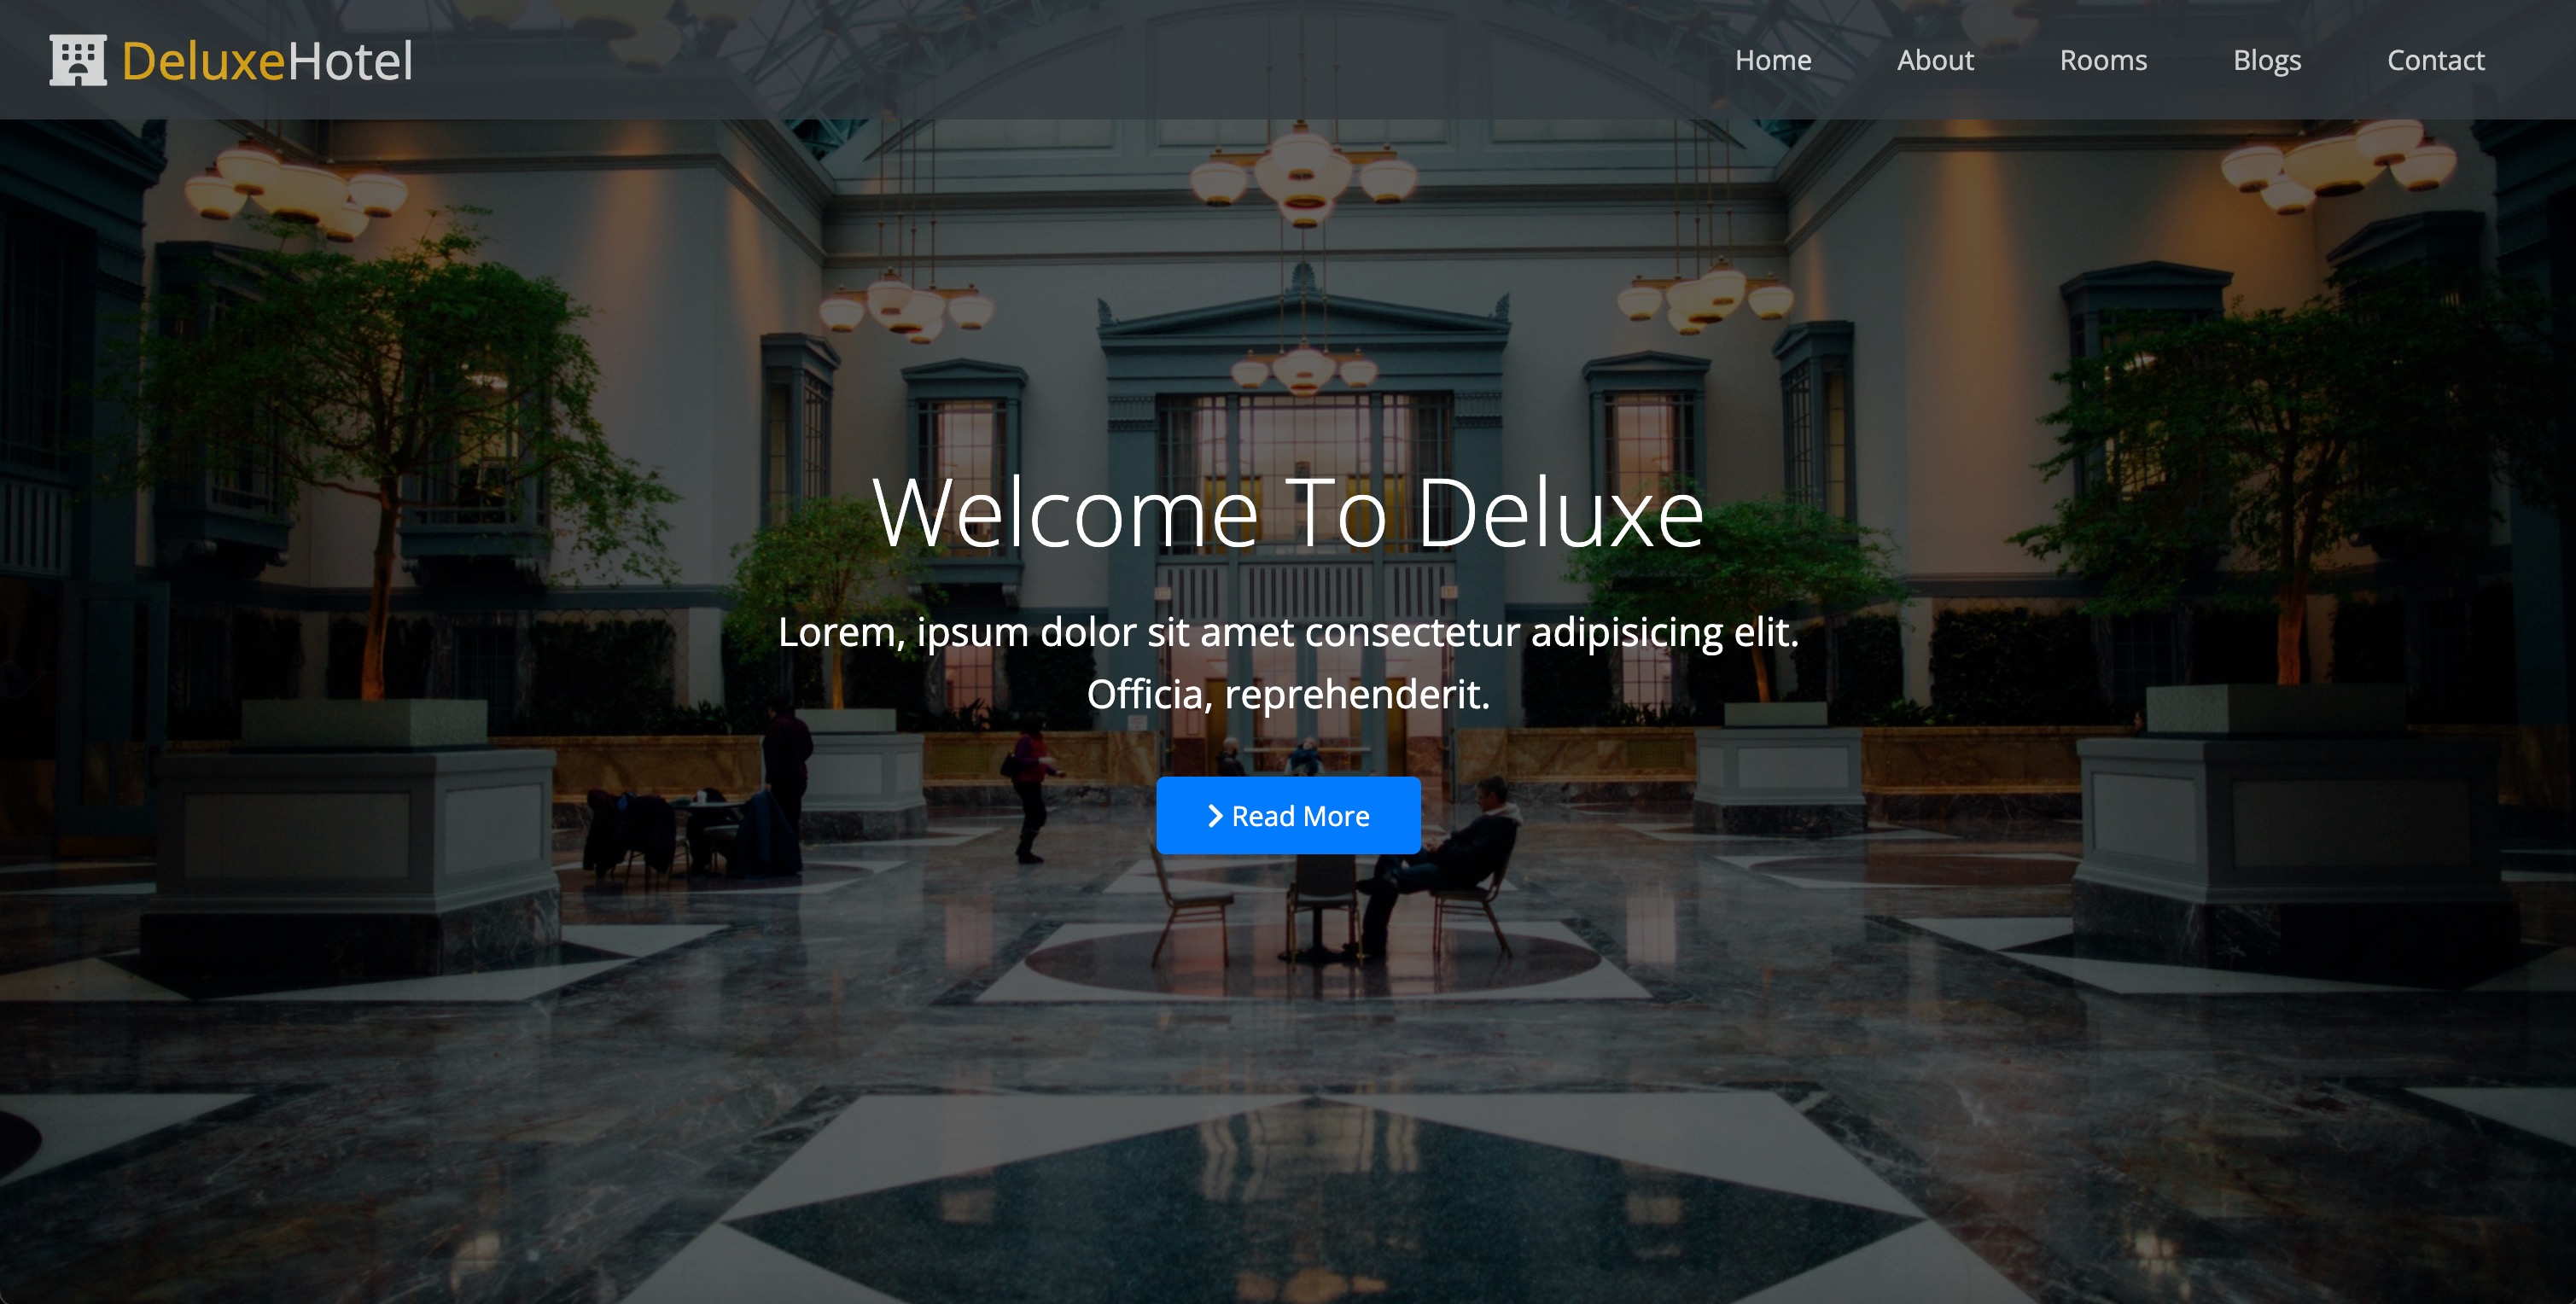 DeluxeHotel
Home About Rooms Blogs Contact
Welcome To Deluxe
Lorem, ipsum dolor sit amet consectetur adipisicing elit.
Officia, reprehenderit.
Read More